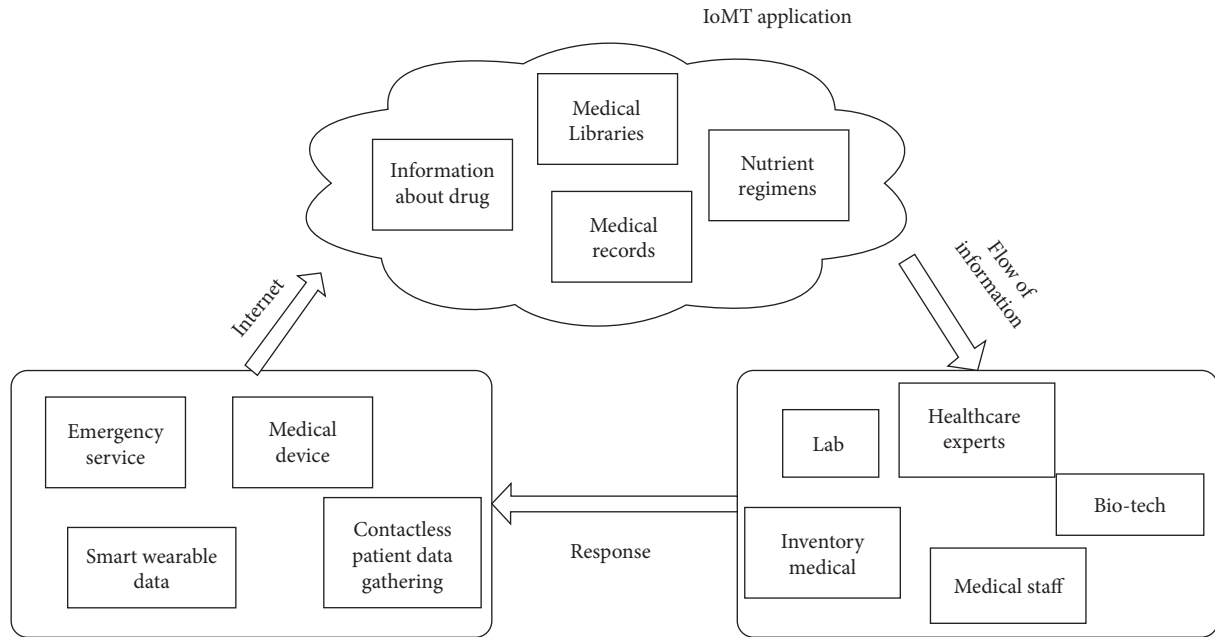 IoMT application
Medical
Libraries
Information
about drug
Nutrient
regimens
Medical
records
Internet
Flow of
information
Emergency
service
Medical
device
Smart wearable
data
Contactless
patient data
gathering
Response
Lab
Healthcare
experts
Bio-tech
Inventory
medical
Medical staff